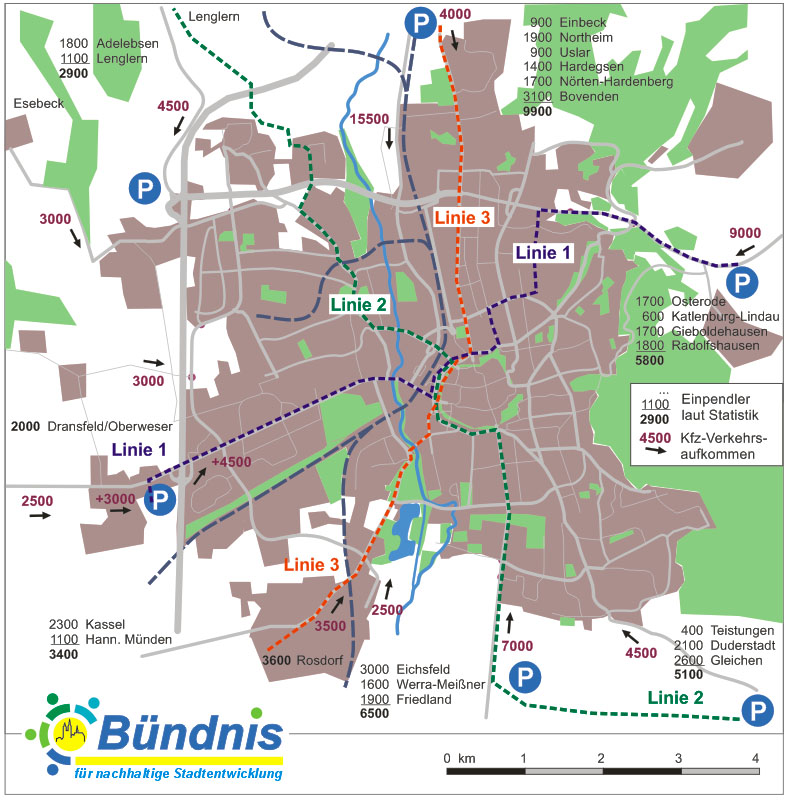 Lenglern
1800 Adelebsen
1100 Lenglern
2900
Esebeck
4500
3000
P
15500
P
4000
900 Einbeck
1900 Northeim
900 Uslar
1400 Hardegsen
1700 Nörten-Hardenberg
3100 Bovenden
9900
Linie 3
Linie 1
Linie 2
9000
P
1700 Osterode
600 Katlenburg-Lindau
1700 Gieboldehausen
1800 Radolfshausen
5800
...
1100 Einpendler
2900 laut Statistik
4500 Kfz-Verkehrs-
aufkommen
3000
2000 Dransfeld/Oberweser
Linie 1
+4500
2500
+3000
P
Linie 3
2500
3500
3600 Rosdorf
2300 Kassel
1100 Hann. Münden
3400
3000 Eichsfeld
1600 Werra-Meißner
1900 Friedland
6500
7000
4500
P
400 Teistungen
2100 Duderstadt
2600 Gleichen
5100
Linie 2
P
Bündnis
für nachhaltige Stadtentwicklung
0 km 1 2 3 4